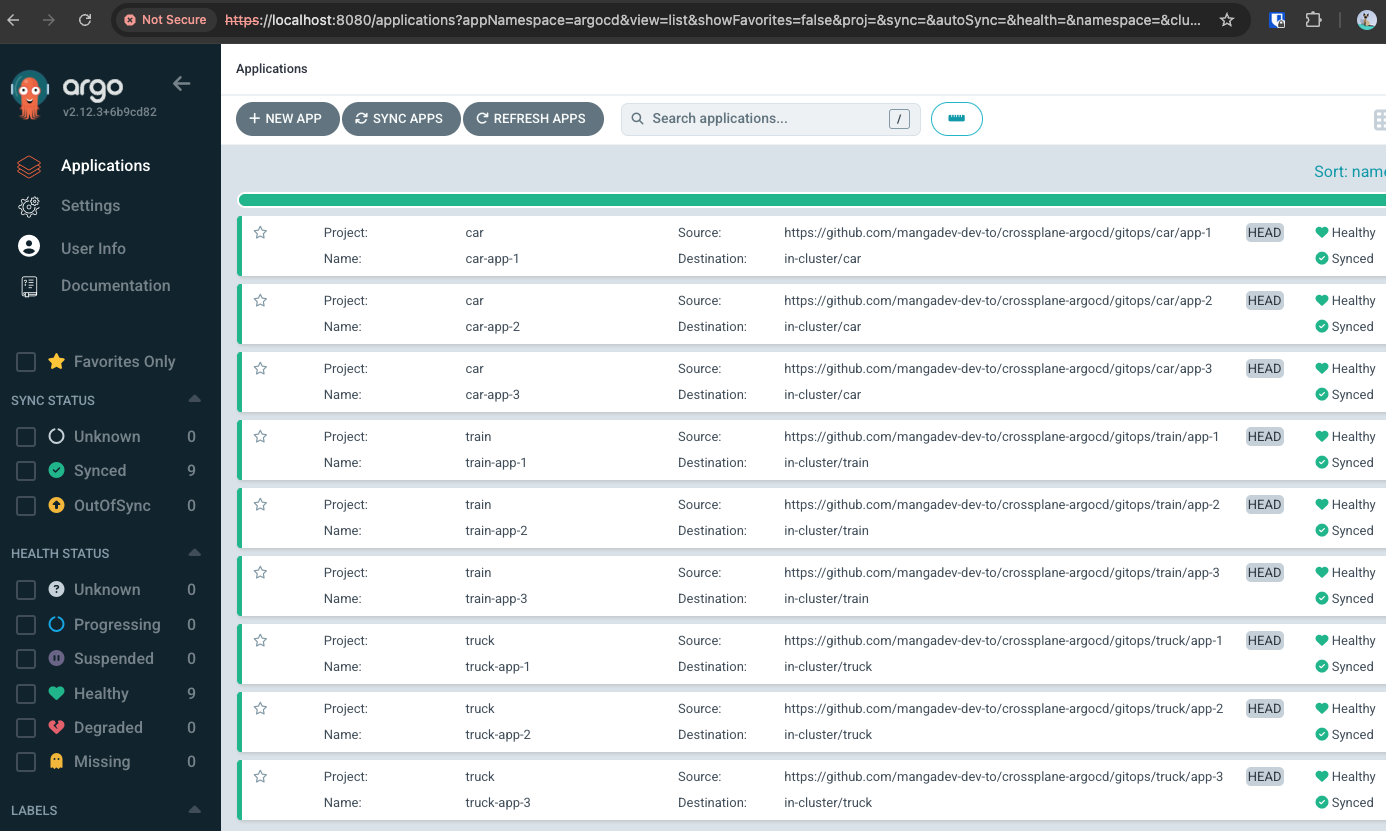 Not Secure https://localhost:8080/applications?appNamespace=argocd&view=list&showFavorites=false&proj=&sync=&autoSync=&health=&namespace=&clu...
argo
v2.12.3+6b9cd82
Applications
Settings
User Info
Documentation
Favorites Only
SYNC STATUS
Unknown 0
Synced 9
OutOfSync 0
HEALTH STATUS
Unknown 0
Progressing 0
Suspended 0
Healthy 9
Degraded 0
Missing 0
LABELS
Applications
+ NEW APP SYNC APPS REFRESH APPS Search applications... /
Sort: name
Project: car Source: https://github.com/mangadev-dev-to/crossplane-argocd/gitops/car/app-1 HEAD Healthy
Name: car-app-1 Destination: in-cluster/car Synced
Project: car Source: https://github.com/mangadev-dev-to/crossplane-argocd/gitops/car/app-2 HEAD Healthy
Name: car-app-2 Destination: in-cluster/car Synced
Project: car Source: https://github.com/mangadev-dev-to/crossplane-argocd/gitops/car/app-3 HEAD Healthy
Name: car-app-3 Destination: in-cluster/car Synced
Project: train Source: https://github.com/mangadev-dev-to/crossplane-argocd/gitops/train/app-1 HEAD Healthy
Name: train-app-1 Destination: in-cluster/train Synced
Project: train Source: https://github.com/mangadev-dev-to/crossplane-argocd/gitops/train/app-2 HEAD Healthy
Name: train-app-2 Destination: in-cluster/train Synced
Project: train Source: https://github.com/mangadev-dev-to/crossplane-argocd/gitops/train/app-3 HEAD Healthy
Name: train-app-3 Destination: in-cluster/train Synced
Project: truck Source: https://github.com/mangadev-dev-to/crossplane-argocd/gitops/truck/app-1 HEAD Healthy
Name: truck-app-1 Destination: in-cluster/truck Synced
Project: truck Source: https://github.com/mangadev-dev-to/crossplane-argocd/gitops/truck/app-2 HEAD Healthy
Name: truck-app-2 Destination: in-cluster/truck Synced
Project: truck Source: https://github.com/mangadev-dev-to/crossplane-argocd/gitops/truck/app-3 HEAD Healthy
Name: truck-app-3 Destination: in-cluster/truck Synced